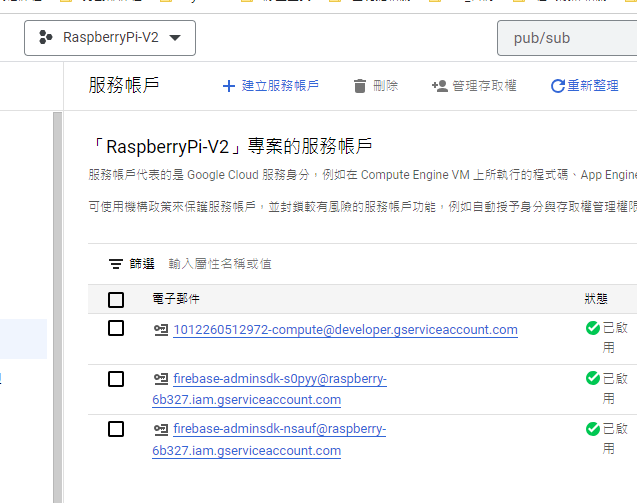 RaspberryPi-V2
pub/sub
服務帳戶
建立服務帳戶
刪除
管理存取權
重新整理
「RaspberryPi-V2」專案的服務帳戶
服務帳戶代表的是 Google Cloud 服務身分，例如在 Compute Engine VM 上所執行的程式碼、App Engine
可使用機構政策來保護服務帳戶，並封鎖較有風險的服務帳戶功能，例如自動授予身分與存取權管理權限
篩選 輸入屬性名稱或值
電子郵件 狀態
1012260512972-compute@developer.gserviceaccount.com 已啟
用
firebase-adminsdk-s0pyy@raspberry- 已啟
6b327.iam.gserviceaccount.com 用
firebase-adminsdk-nsauf@raspberry- 已啟
6b327.iam.gserviceaccount.com 用